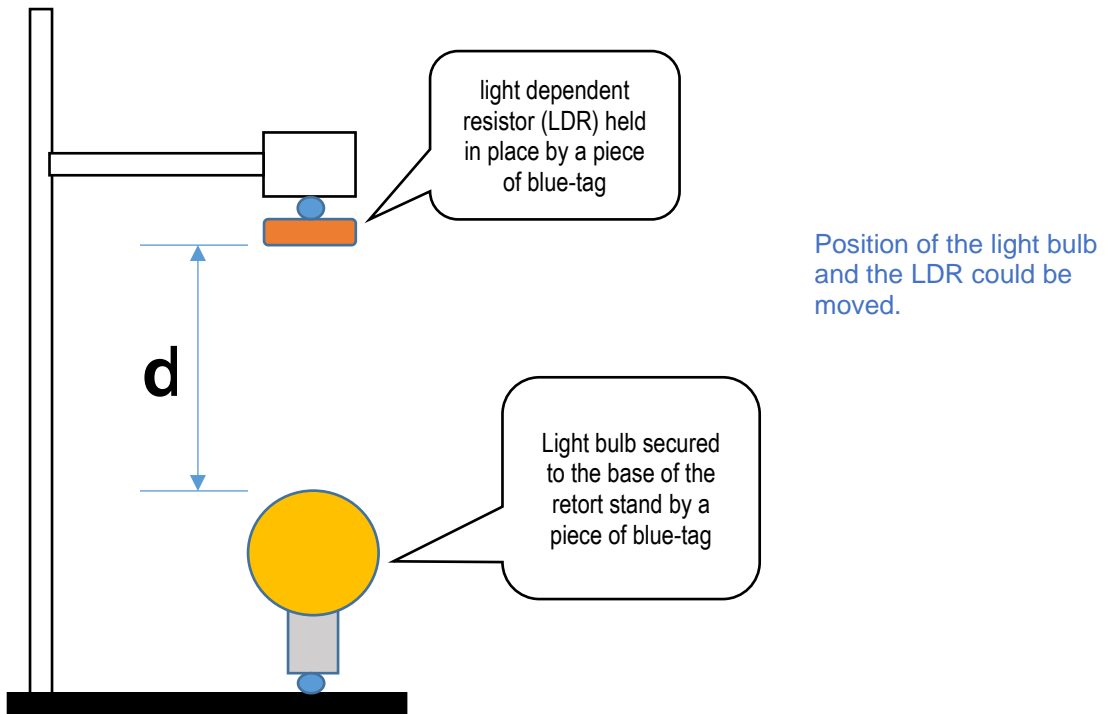 light dependent
resistor (LDR) held
in place by a piece
of blue-tag
Position of the light bulb
and the LDR could be
moved.
d
Light bulb secured
to the base of the
retort stand by a
piece of blue-tag